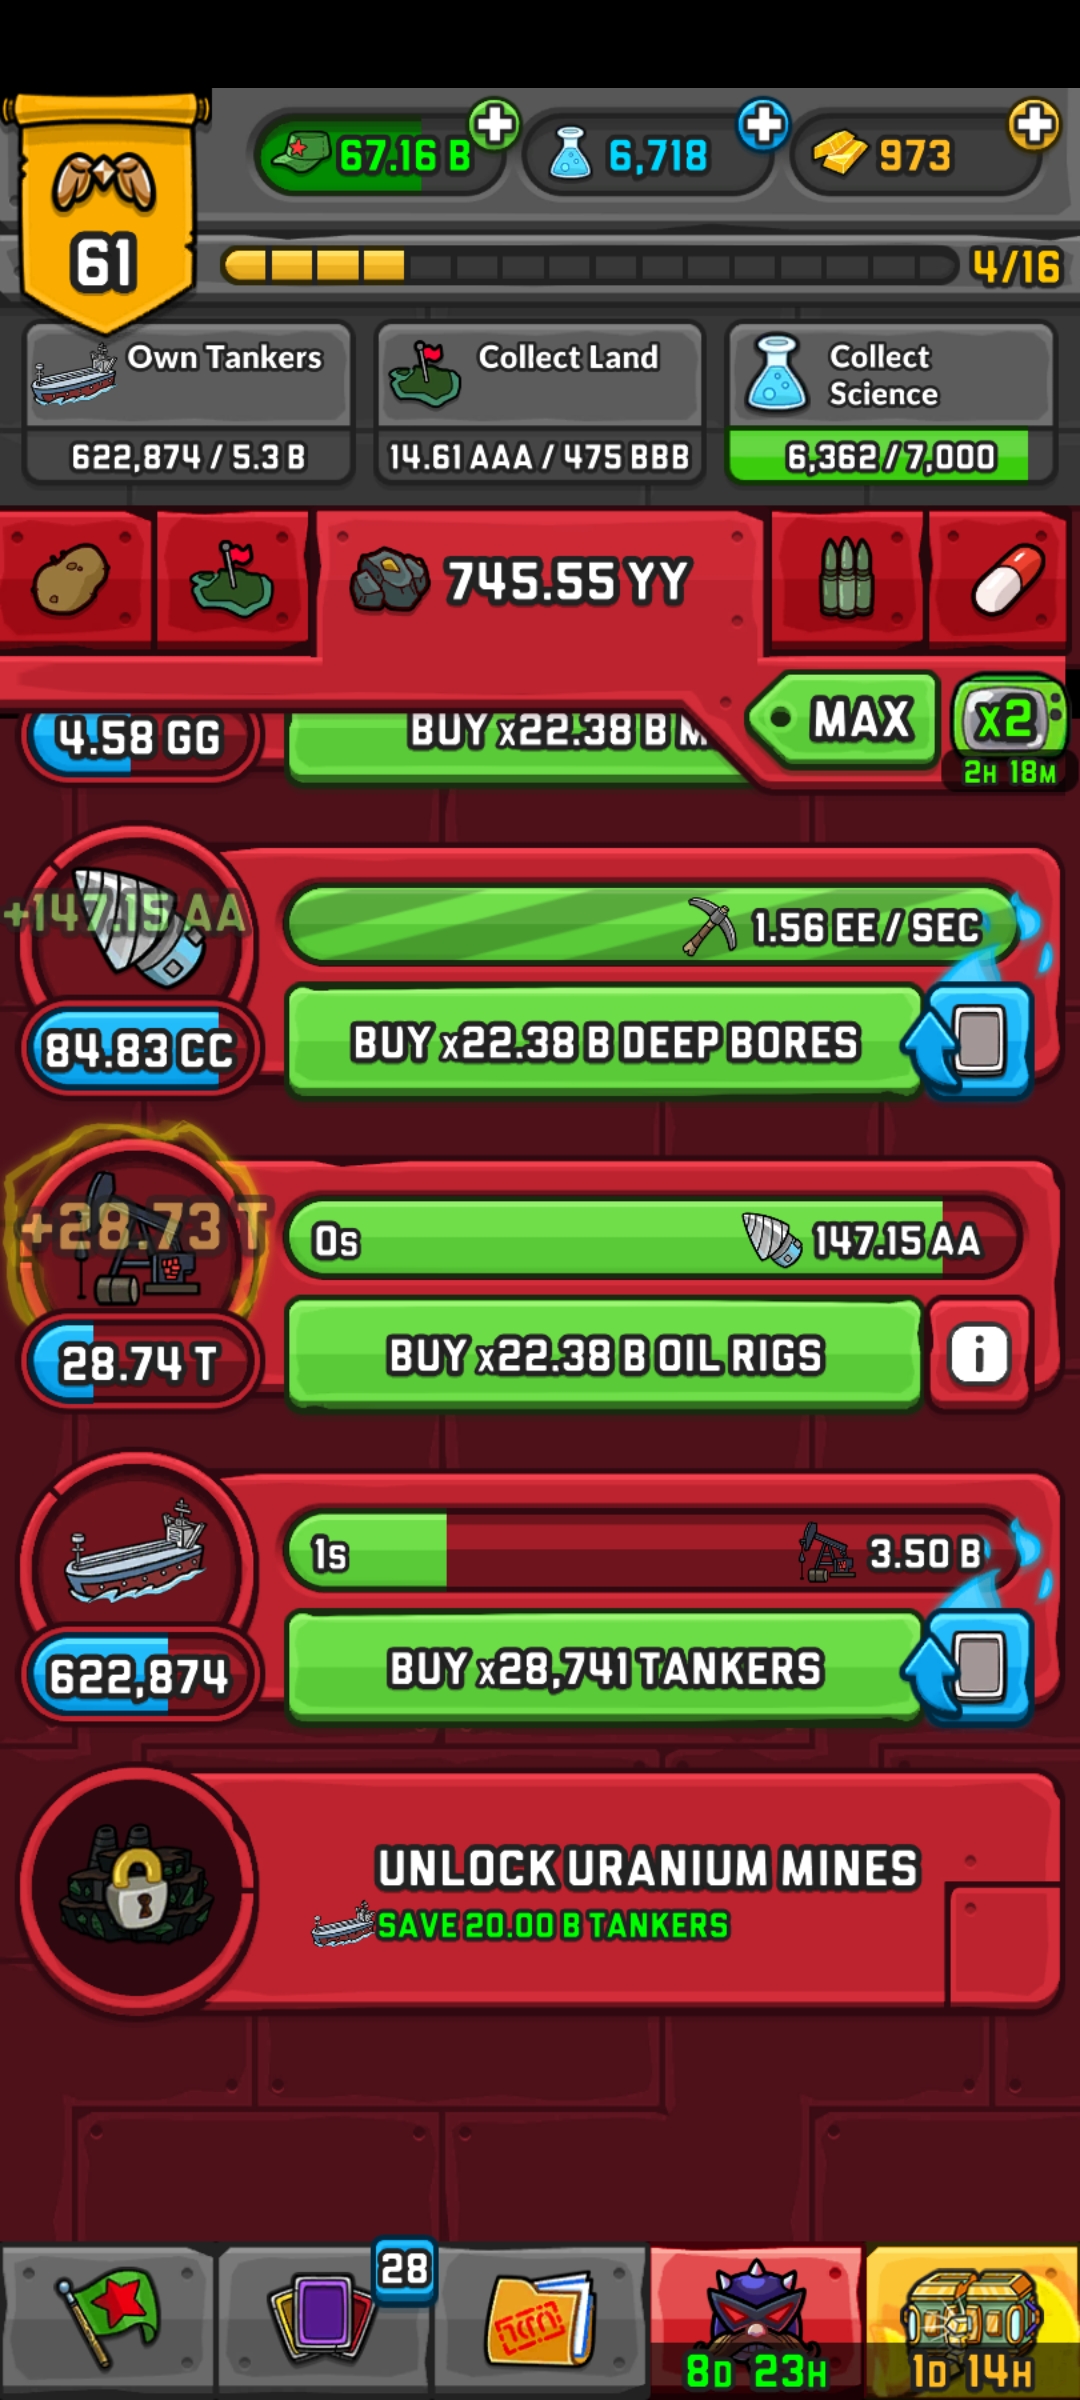 67.16 B
6,718
973
61
4/16
Own Tankers
622,874 / 5.3 B
Collect Land
14.61 AAA / 475 BBB
Collect
Science
6,362 / 7,000
745.55 YY
MAX
x2
2H 18M
4.58 GG
BUY x22.38 B
+147.15 AA
1.56 EE / SEC
84.83 CC
BUY x22.38 B DEEP BORES
+28.73 T
0s
147.15 AA
28.74 T
BUY x22.38 B OIL RIGS
i
1s
3.50 B
622,874
BUY x28,741 TANKERS
UNLOCK URANIUM MINES
SAVE 20.00 B TANKERS
28
8D 23H
1D 14H